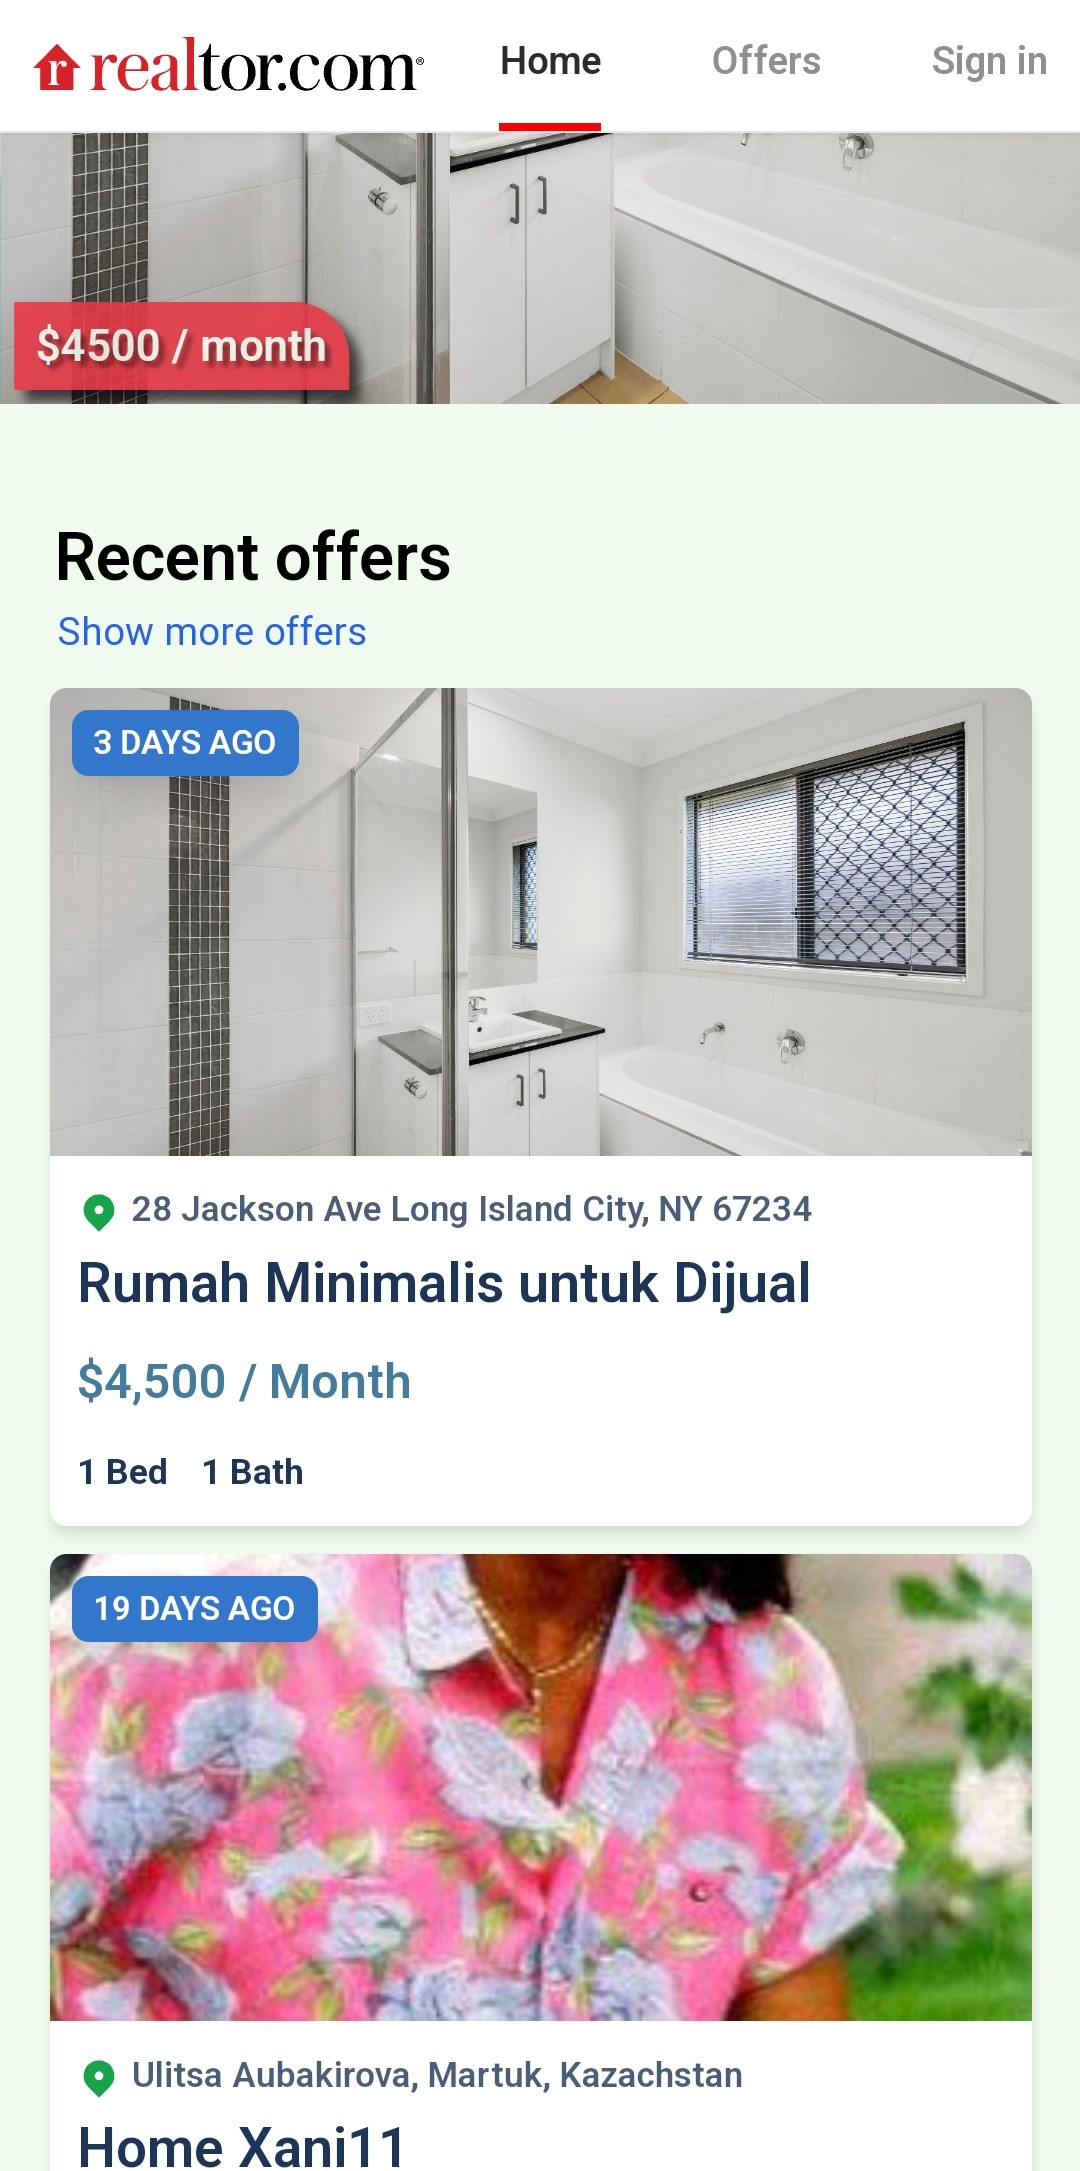 realtor.com®
Home
Offers
Sign in
$4500 / month
Recent offers
Show more offers
3 DAYS AGO
28 Jackson Ave Long Island City, NY 67234
Rumah Minimalis untuk Dijual
$4,500 / Month
1 Bed 1 Bath
19 DAYS AGO
Ulitsa Aubakirova, Martuk, Kazachstan
Home Xani11